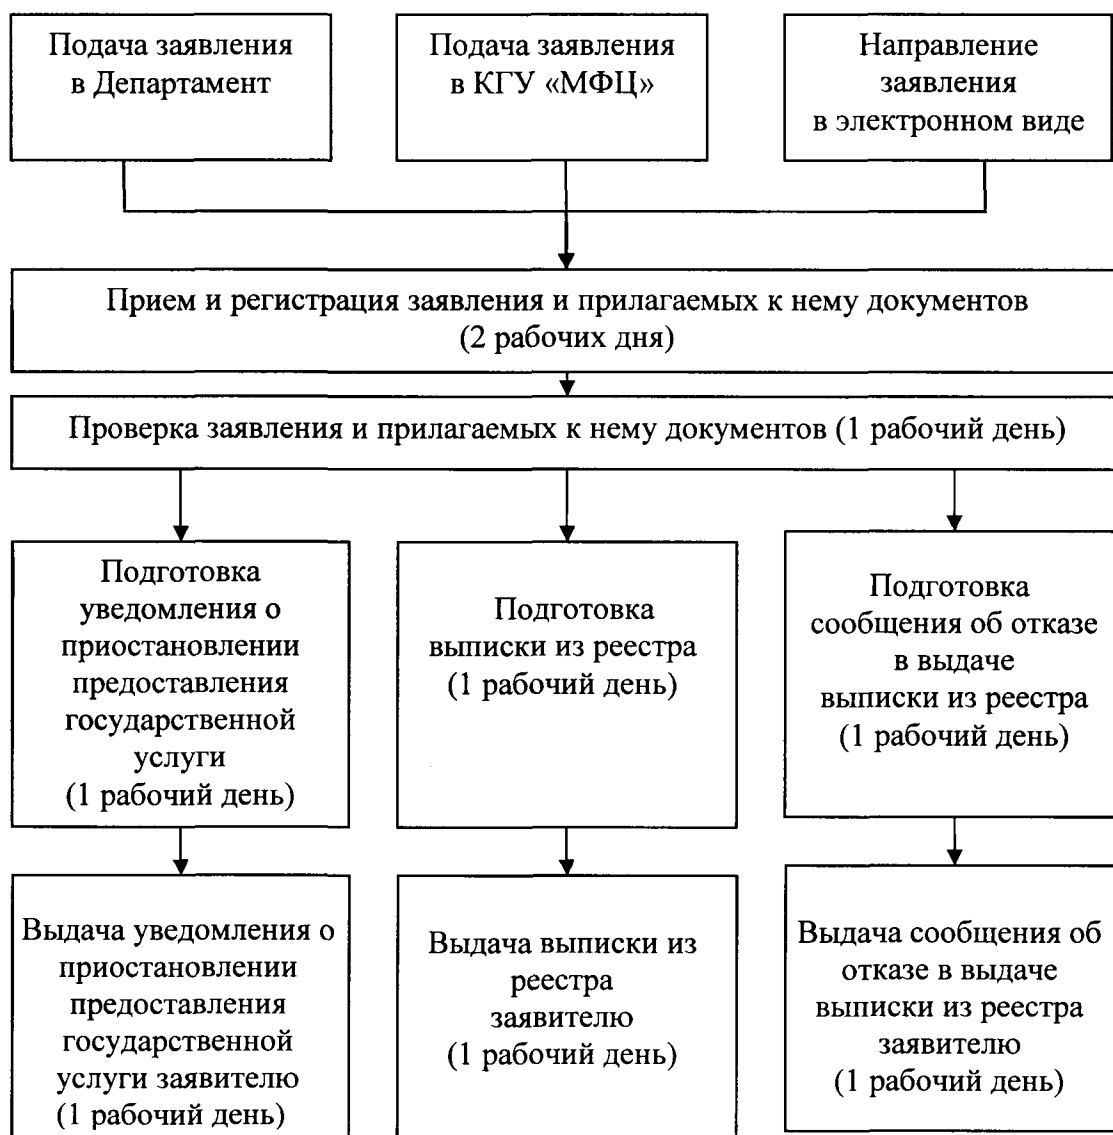 Подача заявления
в Департамент
Подача заявления
в КГУ «МФЦ»
Направление
заявления
в электронном виде
Прием и регистрация заявления и прилагаемых к нему документов
(2 рабочих дня)
Проверка заявления и прилагаемых к нему документов (1 рабочий день)
Подготовка
уведомления о
приостановлении
предоставления
государственной
услуги
(1 рабочий день)
Подготовка
выписки из реестра
(1 рабочий день)
Подготовка
сообщения об отказе
в выдаче
выписки из реестра
(1 рабочий день)
Выдача уведомления о
приостановлении
предоставления
государственной
услуги заявителю
(1 рабочий день)
Выдача выписки из
реестра
заявителю
(1 рабочий день)
Выдача сообщения об
отказе в выдаче
выписки из реестра
заявителю
(1 рабочий день)